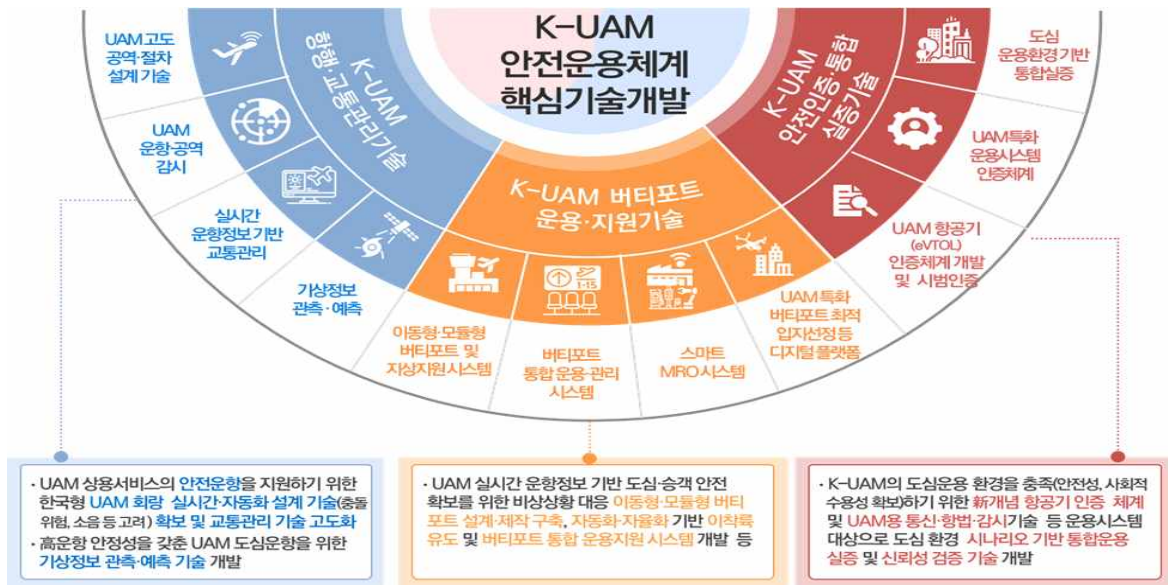 K-UAM
안전운용체계
핵심기술개발
K-UAM
항행·교통관리기술
UAM 고도
공역·절차
설계 기술
UAM
운항·공역
감시
실시간
운항정보 기반
교통관리
기상정보
관측·예측
K-UAM 버티포트
운용·지원기술
1:15
이동형·모듈형
버티포트 및
지상지원 시스템
버티포트
통합 운용·관리
시스템
스마트
MRO 시스템
UAM 특화
버티포트 최적
입지선정 등
디지털 플랫폼
K-UAM
안전인증·통합
실증기술
도심
운용환경 기반
통합실증
UAM특화
운용시스템
인증체계
UAM 항공기
(eVTOL)
인증체계 개발
및 시범인증
· UAM 상용서비스의 안전운항을 지원하기 위한
한국형 UAM 회랑 실시간·자동화 설계 기술(충돌
위험, 소음 등 고려) 확보 및 교통관리 기술 고도화
· 高운항 안정성을 갖춘 UAM 도심운항을 위한
기상정보 관측·예측 기술 개발
· UAM 실시간 운항정보 기반 도심·승객 안전
확보를 위한 비상상황 대응 이동형·모듈형 버티
포트 설계·제작 구축, 자동화·자율화 기반 이착륙
유도 및 버티포트 통합 운용지원 시스템 개발 등
· K-UAM의 도심운용 환경을 충족(안전성, 사회적
수용성 확보)하기 위한 新개념 항공기 인증 체계
및 UAM용 통신·항법·감시기술 등 운용시스템
대상으로 도심 환경 시나리오 기반 통합운용
실증 및 신뢰성 검증 기술 개발